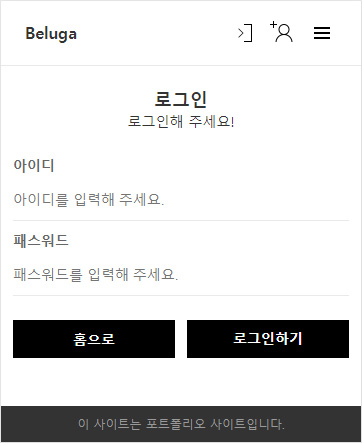 Beluga
로그인
로그인해 주세요!
아이디
아이디를 입력해 주세요.
패스워드
패스워드를 입력해 주세요.
홈으로
로그인하기
이 사이트는 포트폴리오 사이트입니다.